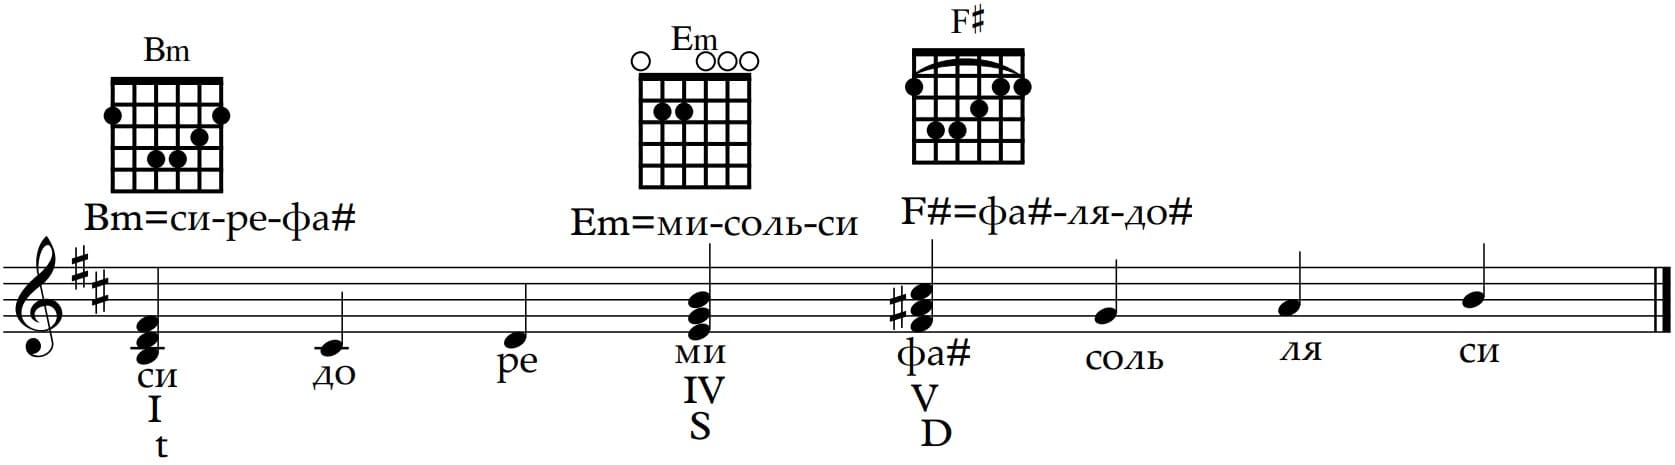 Bm
Em
F♯
Bm=си-ре-фа#
Em=ми-соль-си
F#=фа#-ля-до#
си до ре ми фа# соль ля си
I IV V
t S D